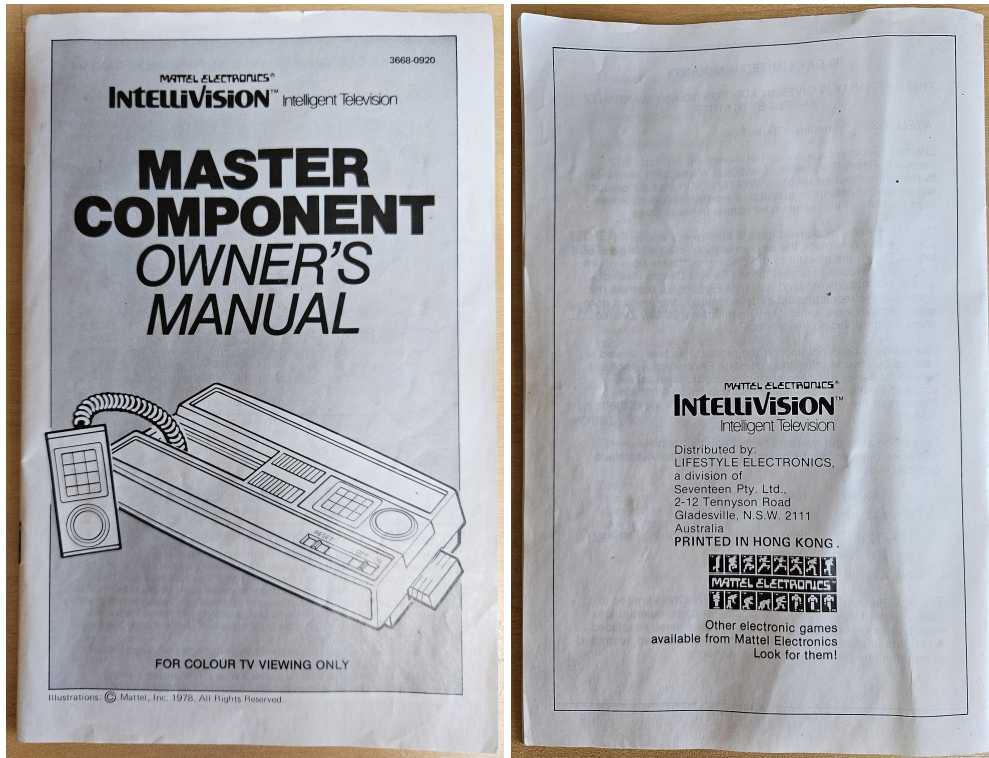 3668-0920
MATTEL ELECTRONICS®
INTELLIVISION™ Intelligent Television
MASTER
COMPONENT
OWNER'S
MANUAL
RESET
OFF
FOR COLOUR TV VIEWING ONLY
Illustrations: © Mattel, Inc. 1978. All Rights Reserved.
MATTEL ELECTRONICS®
INTELLIVISION™
Intelligent Television
Distributed by:
LIFESTYLE ELECTRONICS,
a division of
Seventeen Pty. Ltd.,
2-12 Tennyson Road
Gladesville, N.S.W. 2111
Australia
PRINTED IN HONG KONG.
MATTEL ELECTRONICS™
Other electronic games
available from Mattel Electronics
Look for them!